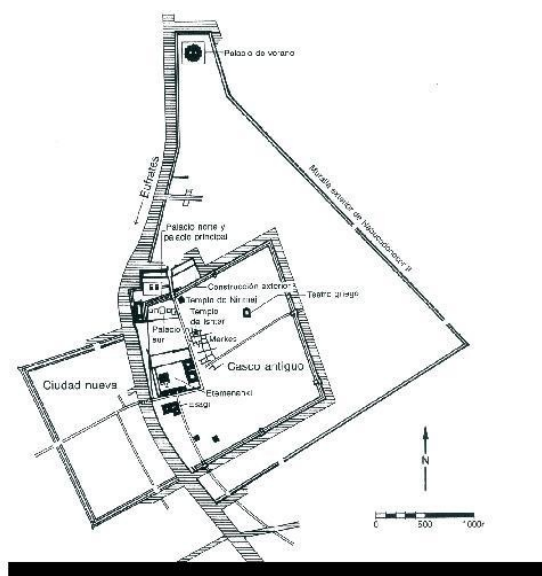 Palacio de verano
Muralla exterior de Nabucodonosor II
Eufrates
Palacio norte y
palacio principal
Construcción exterior
Templo de Ninmaj
Teatro griego
Templo
de Ishtar
Palacio
sur
Merkes
Casco antiguo
Ciudad nueva
Etemenanki
Esagil
N
0 500 1000